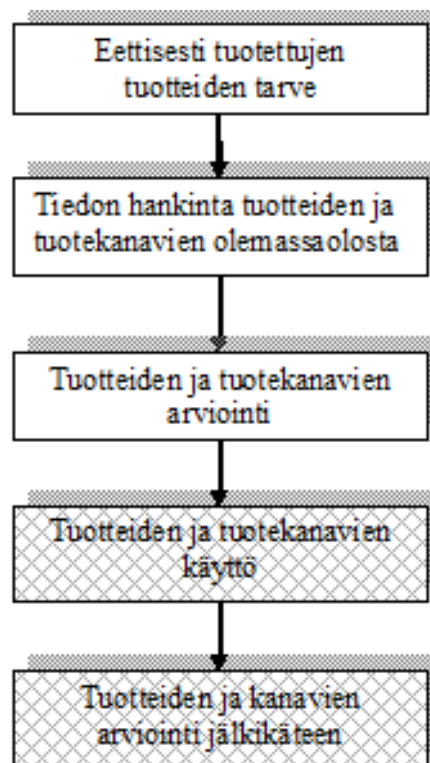 Eettisesti tuotettujen
tuotteiden tarve
Tiedon hankinta tuotteiden ja
tuotekanavien olemassaolosta
Tuotteiden ja tuotekanavien
arviointi
Tuotteiden ja tuotekanavien
käyttö
Tuotteiden ja kanavien
arviointi jälkikäteen